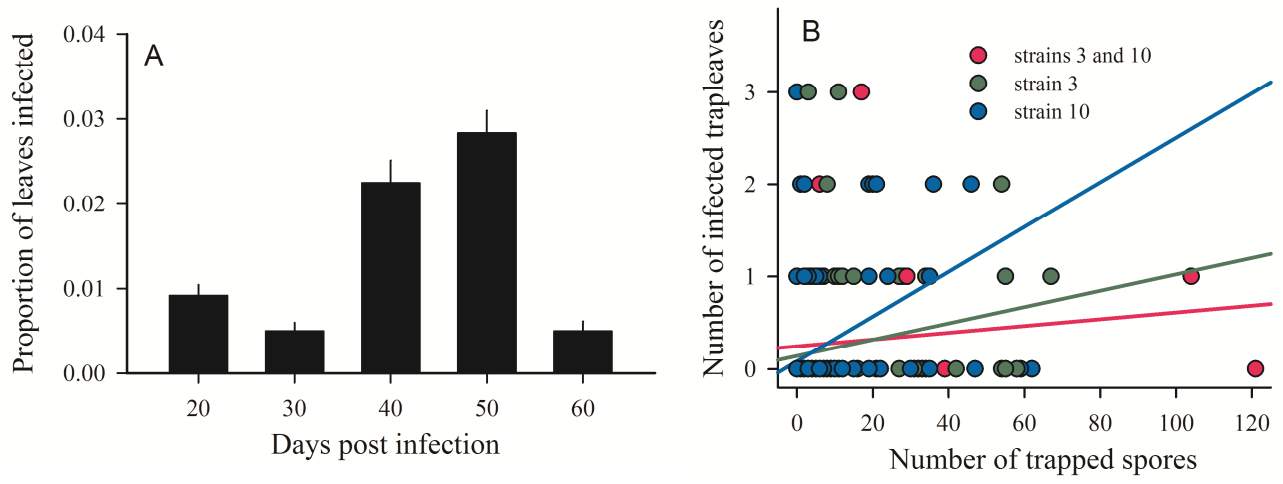 A
Proportion of leaves infected
0.04
0.03
0.02
0.01
0.00
20 30 40 50 60
Days post infection
B
strains 3 and 10
strain 3
strain 10
Number of infected trapleaves
3
2
1
0
0 20 40 60 80 100 120
Number of trapped spores